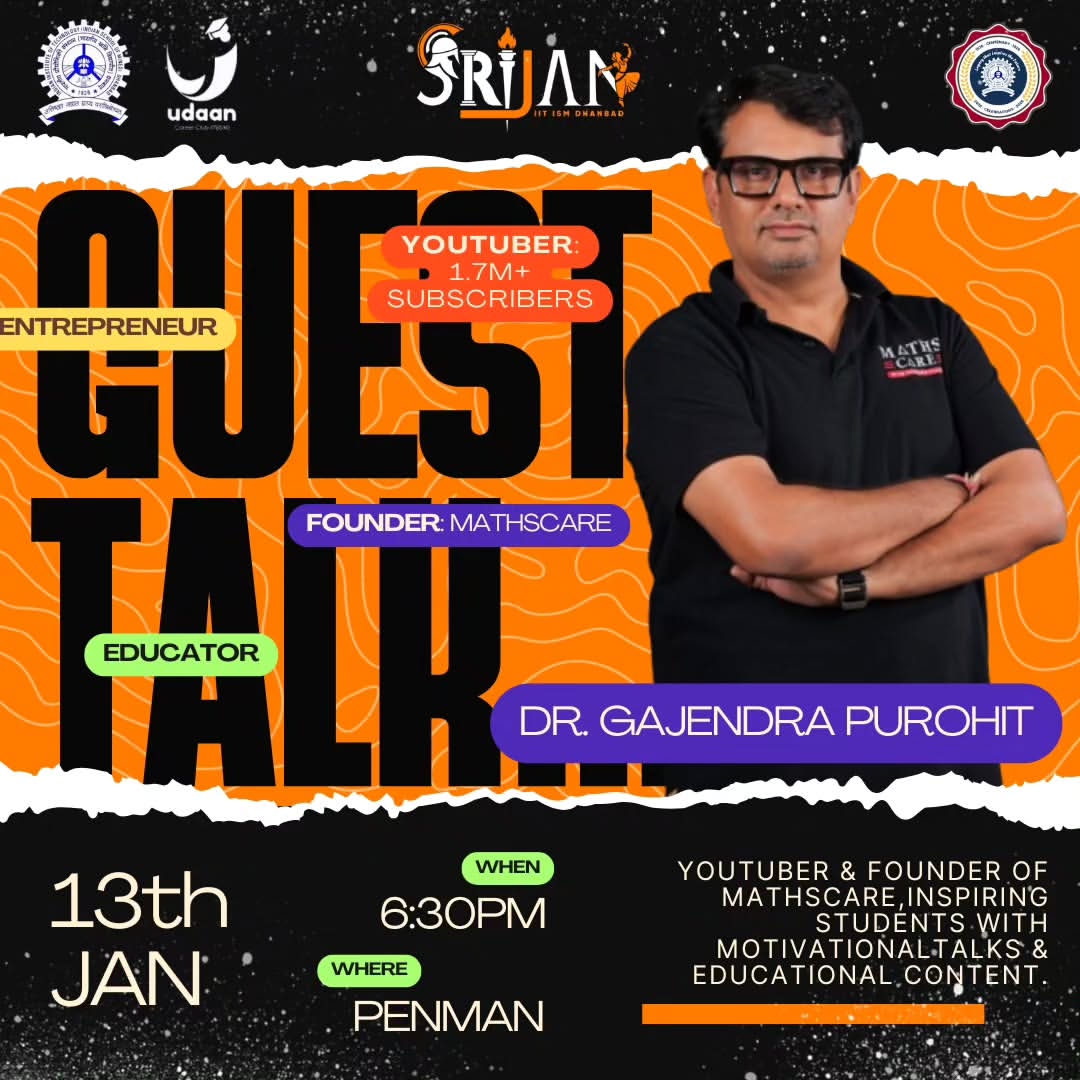 udaan
SRIJAN
IIT ISM DHANBAD
GUEST
TALK
YOUTUBER:
1.7M+
SUBSCRIBERS
ENTREPRENEUR
MATHS
CARE
FOUNDER: MATHSCARE
EDUCATOR
DR. GAJENDRA PUROHIT
13th
JAN
WHEN
6:30PM
WHERE
PENMAN
YOUTUBER & FOUNDER OF
MATHSCARE,INSPIRING
STUDENTS WITH
MOTIVATIONALTALKS &
EDUCATIONAL CONTENT.